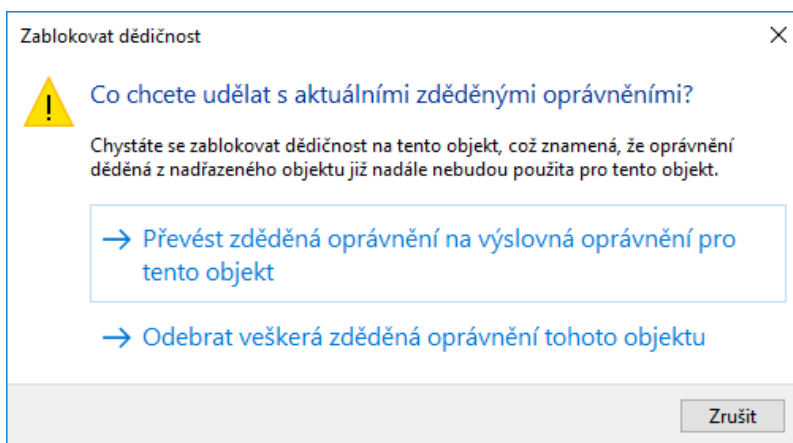 Zablokovat dědičnost
Co chcete udělat s aktuálními zděděnými oprávněními?
Chystáte se zablokovat dědičnost na tento objekt, což znamená, že oprávnění
děděná z nadřazeného objektu již nadále nebudou použita pro tento objekt.
Převést zděděná oprávnění na výslovná oprávnění pro
tento objekt
Odebrat veškerá zděděná oprávnění tohoto objektu
Zrušit